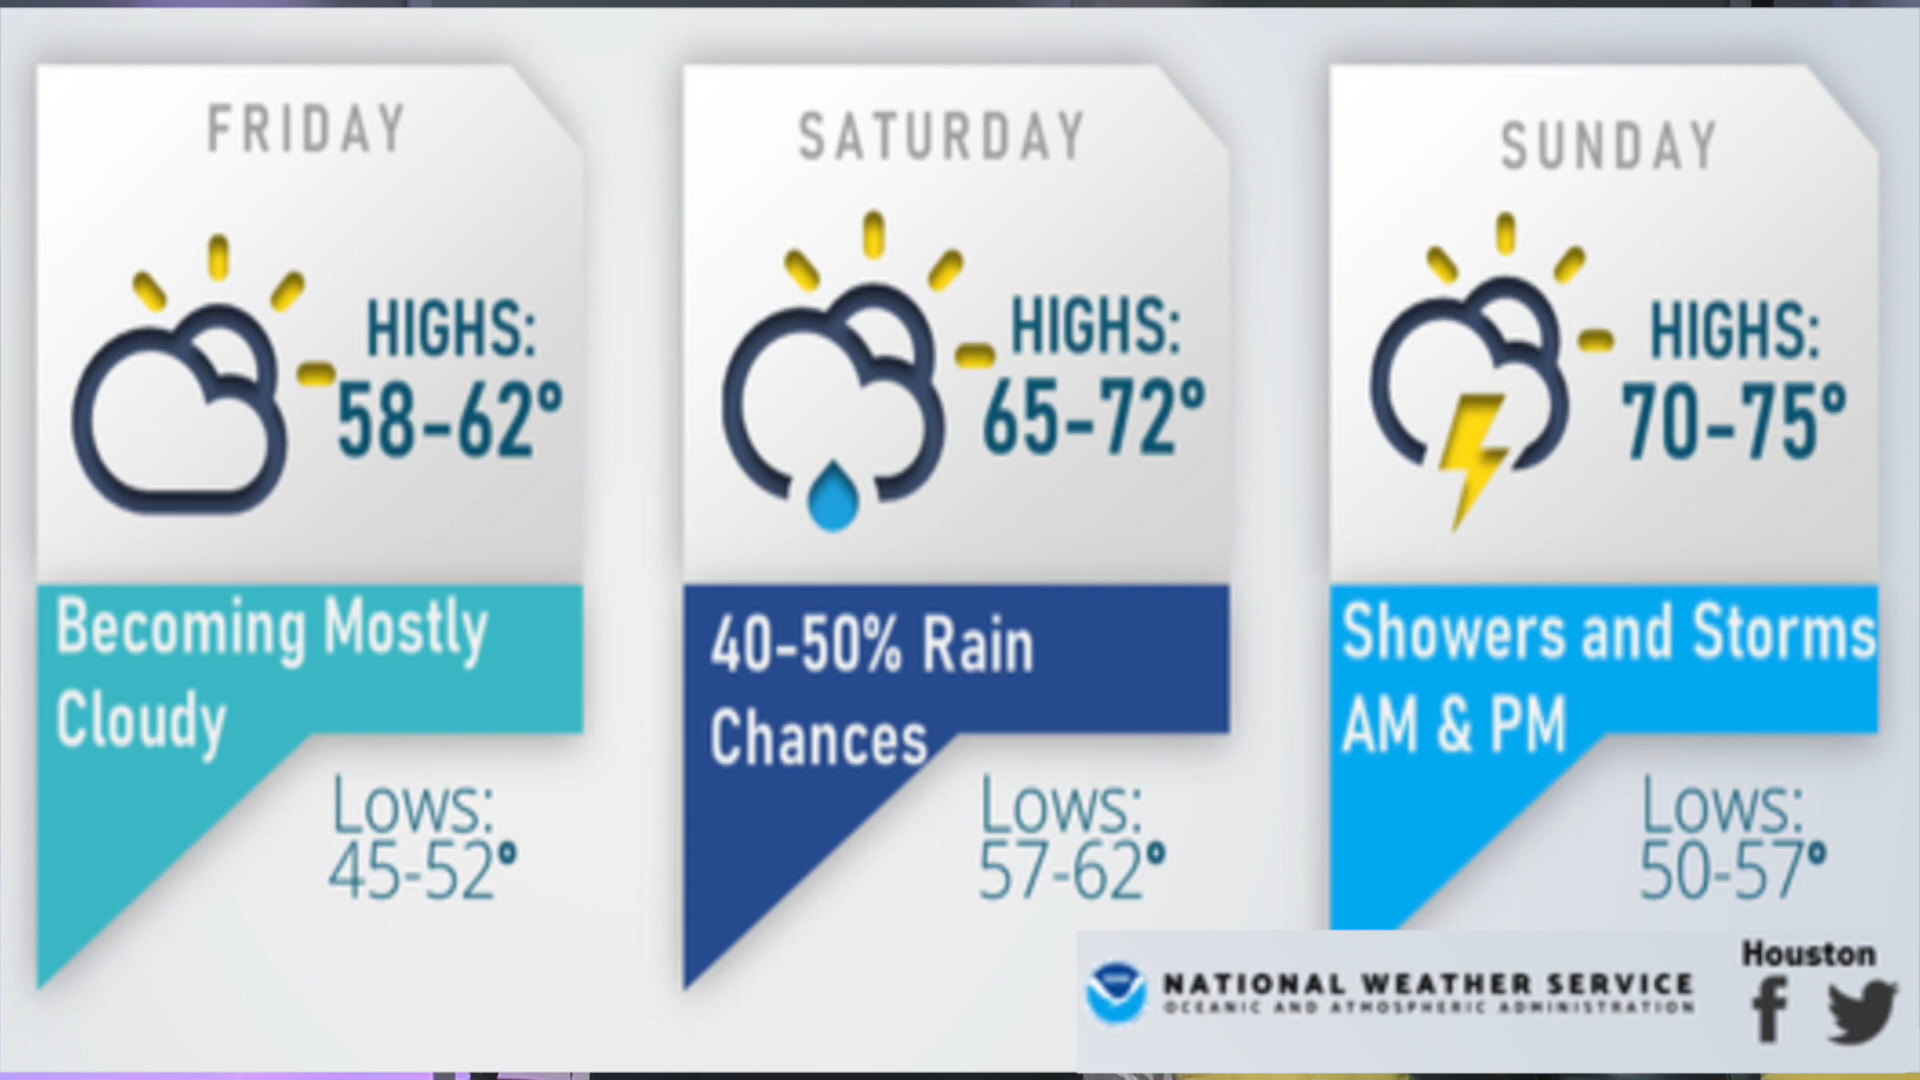 FRIDAY
HIGHS:
58-62°
Becoming Mostly
Cloudy
Lows:
45-52°
SATURDAY
HIGHS:
65-72°
40-50% Rain
Chances
Lows:
57-62°
SUNDAY
HIGHS:
70-75°
Showers and Storms
AM & PM
Lows:
50-57°
NATIONAL WEATHER SERVICE
OCEANIC AND ATMOSPHERIC ADMINISTRATION
Houston